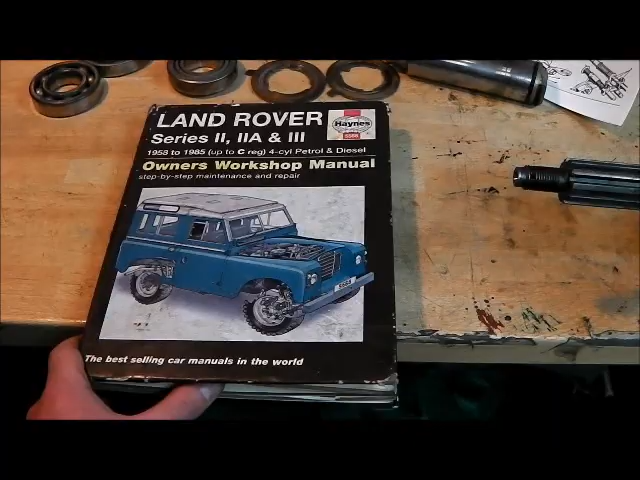 LAND ROVER
Series II, IIA & III
Haynes
1958 to 1985 (up to C reg) 4-cyl Petrol & Diesel
Owners Workshop Manual
step-by-step maintenance and repair
The best selling car manuals in the world